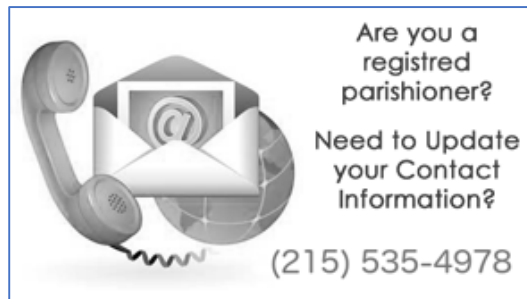 Are you a
registred
parishioner?
Need to Update
your Contact
Information?
(215) 535-4978
@